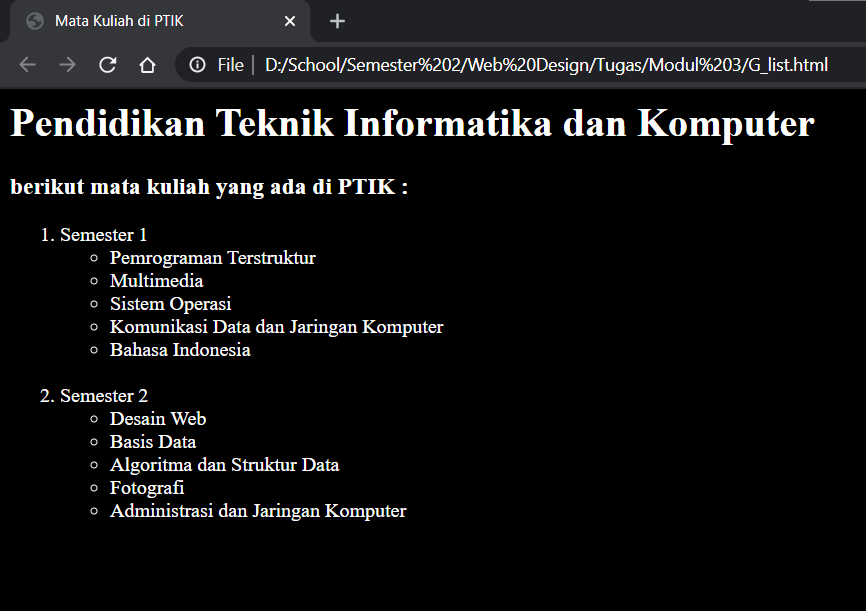 Mata Kuliah di PTIK
File | D:/School/Semester%202/Web%20Design/Tugas/Modul%203/G_list.html
Pendidikan Teknik Informatika dan Komputer
berikut mata kuliah yang ada di PTIK :
1. Semester 1
○ Pemrograman Terstruktur
○ Multimedia
○ Sistem Operasi
○ Komunikasi Data dan Jaringan Komputer
○ Bahasa Indonesia
2. Semester 2
○ Desain Web
○ Basis Data
○ Algoritma dan Struktur Data
○ Fotografi
○ Administrasi dan Jaringan Komputer